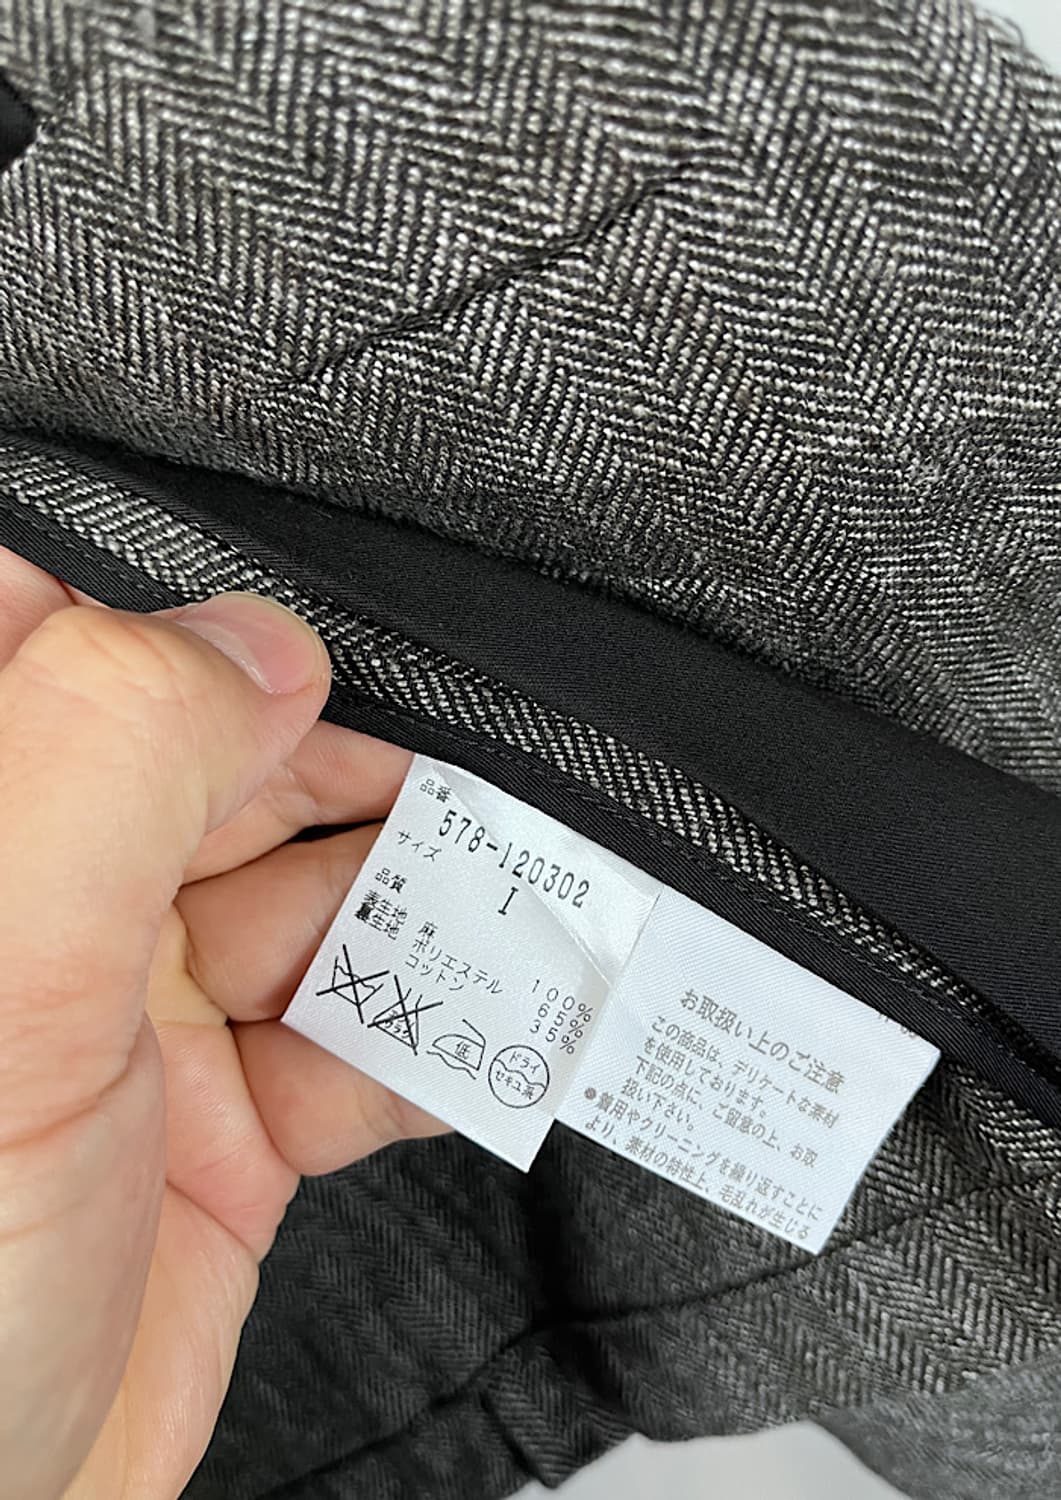 品番
578-120302
サイズ
I
品質
表生地 麻 100%
裏生地 ポリエステル 65%
コットン 35%
低
ドライ
セキユ系
お取扱い上のご注意
この商品は、デリケートな素材
を使用しております。
下記の点に、ご留意の上、お取
扱い下さい。
●着用やクリーニングを繰り返すことに
より、素材の特性上、毛乱れが生じる